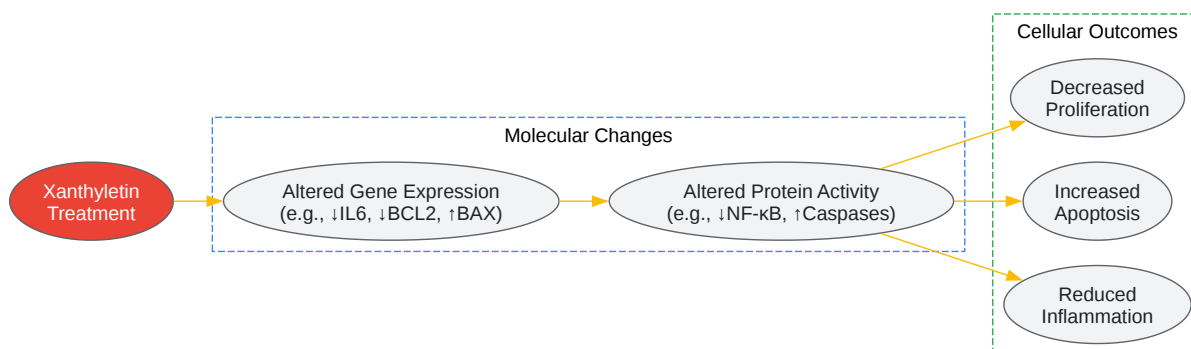 Xanthyletin
Treatment
Molecular Changes
Altered Gene Expression
(e.g., ↓IL6, ↓BCL2, ↑BAX)
Altered Protein Activity
(e.g., ↓NF-κB, ↑Caspases)
Cellular Outcomes
Decreased
Proliferation
Increased
Apoptosis
Reduced
Inflammation